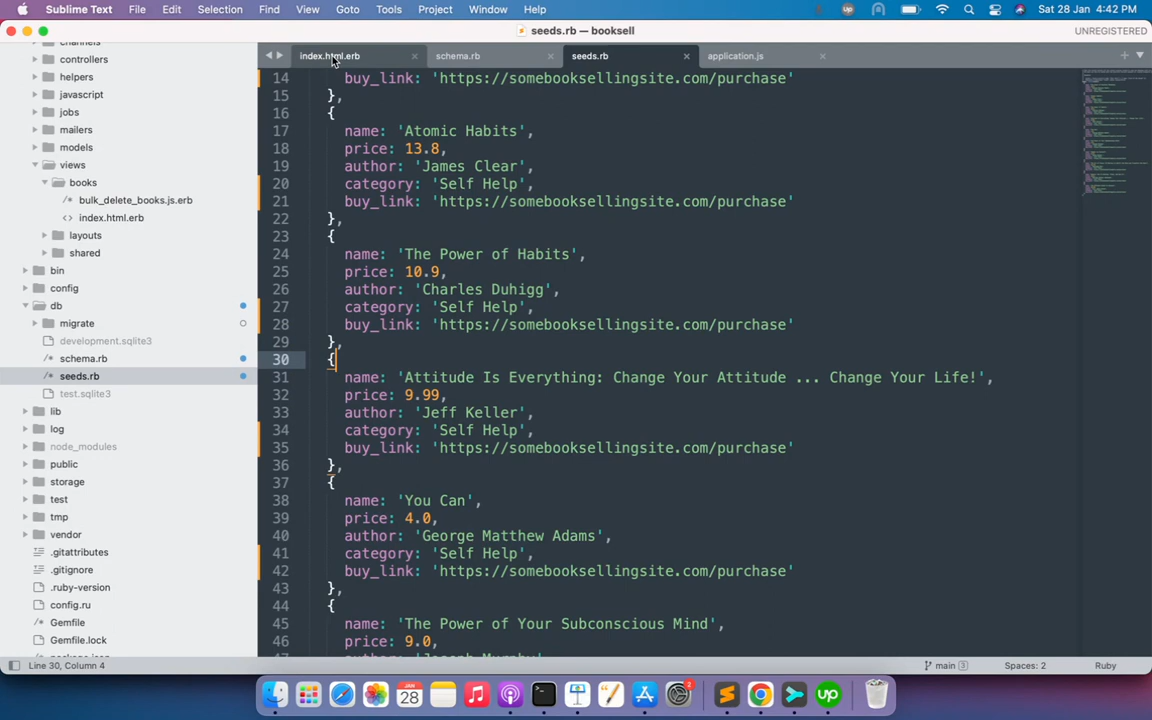 Sublime Text File Edit Selection Find View Goto Tools Project Window Help Sat 28 Jan 4:42 PM
seeds.rb — booksell UNREGISTERED
index.html.erb schema.rb seeds.rb application.js
channels
controllers
helpers
javascript
jobs
mailers
models
views
books
bulk_delete_books.js.erb
index.html.erb
layouts
shared
bin
config
db
migrate
development.sqlite3
schema.rb
seeds.rb
test.sqlite3
lib
log
node_modules
public
storage
test
tmp
vendor
.gitattributes
.gitignore
.ruby-version
config.ru
Gemfile
Gemfile.lock
14 buy_link: 'https://somebooksellingsite.com/purchase'
15 },
16 {
17 name: 'Atomic Habits',
18 price: 13.8,
19 author: 'James Clear',
20 category: 'Self Help',
21 buy_link: 'https://somebooksellingsite.com/purchase'
22 },
23 {
24 name: 'The Power of Habits',
25 price: 10.9,
26 author: 'Charles Duhigg',
27 category: 'Self Help',
28 buy_link: 'https://somebooksellingsite.com/purchase'
29 },
30 {
31 name: 'Attitude Is Everything: Change Your Attitude ... Change Your Life!',
32 price: 9.99,
33 author: 'Jeff Keller',
34 category: 'Self Help',
35 buy_link: 'https://somebooksellingsite.com/purchase'
36 },
37 {
38 name: 'You Can',
39 price: 4.0,
40 author: 'George Matthew Adams',
41 category: 'Self Help',
42 buy_link: 'https://somebooksellingsite.com/purchase'
43 },
44 {
45 name: 'The Power of Your Subconscious Mind',
46 price: 9.0,
Line 30, Column 4 main 3 Spaces: 2 Ruby
JAN
28
2
up